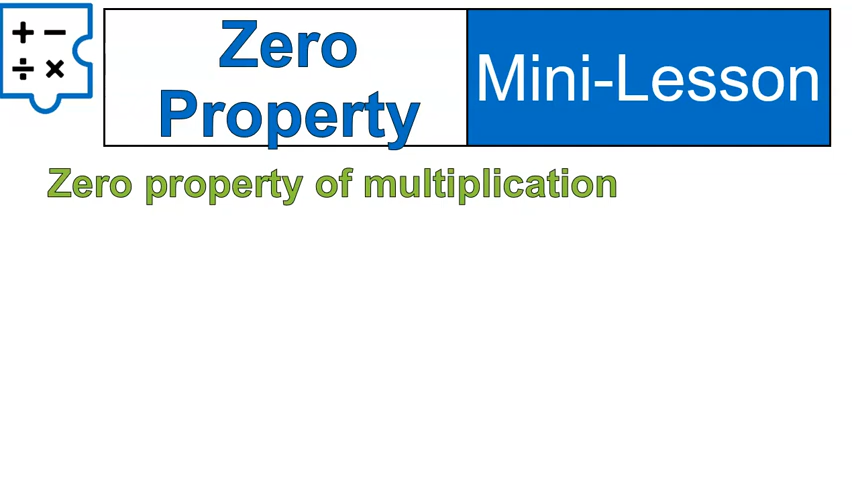 + −
÷ ×
Zero
Property
Mini-Lesson
Zero property of multiplication